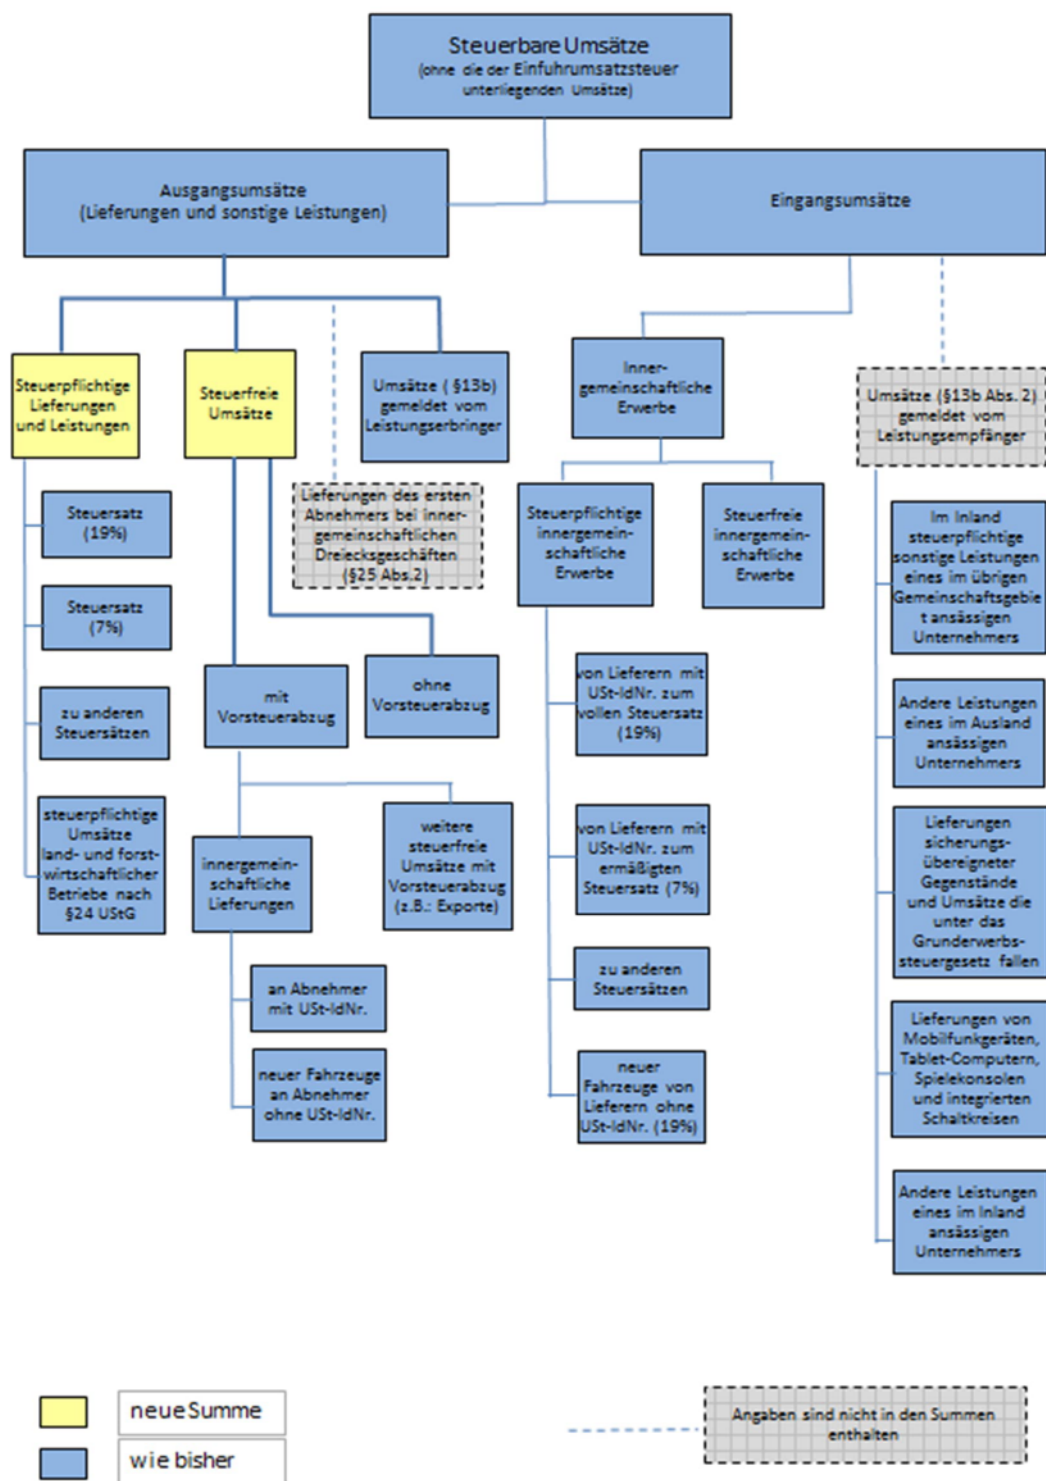 Steuerbare Umsätze
(ohne die der Einfuhrumsatzsteuer
unterliegenden Umsätze)
Ausgangsumsätze
(Lieferungen und sonstige Leistungen)
Eingangsumsätze
Steuerpflichtige
Lieferungen
und Leistungen
Steuerfreie
Umsätze
Umsätze ( §13b)
gemeldet vom
Leistungserbringer
Lieferungen des ersten
Abnehmers bei inner-
gemeinschaftlichen
Dreiecksgeschäften
(§25 Abs.2)
Inner-
gemeinschaftliche
Erwerbe
Umsätze (§13b Abs. 2)
gemeldet vom
Leistungsempfänger
Steuersatz
(19%)
Steuersatz
(7%)
zu anderen
Steuersätzen
steuerpflichtige
Umsätze
land- und forst-
wirtschaftlicher
Betriebe nach
§24 UStG
mit
Vorsteuerabzug
ohne
Vorsteuerabzug
innergemein-
schaftliche
Lieferungen
weitere
steuerfreie
Umsätze mit
Vorsteuerabzug
(z.B.: Exporte)
an Abnehmer
mit USt-IdNr.
neuer Fahrzeuge
an Abnehmer
ohne USt-IdNr.
Steuerpflichtige
innergemein-
schaftliche
Erwerbe
Steuerfreie
innergemein-
schaftliche
Erwerbe
von Lieferern mit
USt-IdNr. zum
vollen Steuersatz
(19%)
von Lieferern mit
USt-IdNr. zum
ermäßigten
Steuersatz (7%)
zu anderen
Steuersätzen
neuer
Fahrzeuge von
Lieferern ohne
USt-IdNr. (19%)
Im Inland
steuerpflichtige
sonstige Leistungen
eines im übrigen
Gemeinschaftsgebie
t ansässigen
Unternehmers
Andere Leistungen
eines im Ausland
ansässigen
Unternehmers
Lieferungen
sicherungs-
übereigneter
Gegenstände
und Umsätze die
unter das
Grunderwerbs-
steuergesetz fallen
Lieferungen von
Mobilfunkgeräten,
Tablet-Computern,
Spielekonsolen
und integrierten
Schaltkreisen
Andere Leistungen
eines im Inland
ansässigen
Unternehmers
neue Summe
wie bisher
Angaben sind nicht in den Summen
enthalten